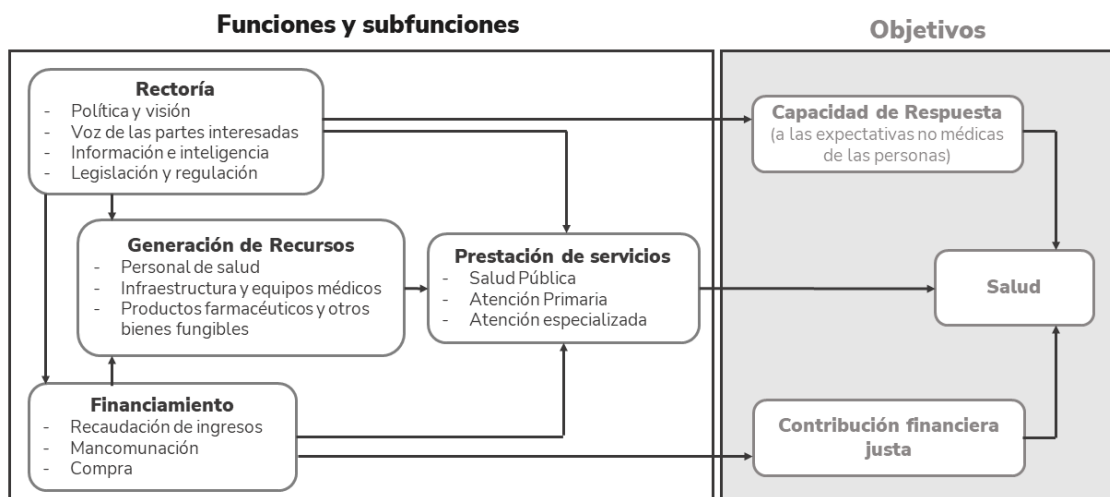 Funciones y subfunciones
Objetivos
Rectoría
- Política y visión
- Voz de las partes interesadas
- Información e inteligencia
- Legislación y regulación
Capacidad de Respuesta
(a las expectativas no médicas
de las personas)
Generación de Recursos
- Personal de salud
- Infraestructura y equipos médicos
- Productos farmacéuticos y otros
bienes fungibles
Prestación de servicios
- Salud Pública
- Atención Primaria
- Atención especializada
Salud
Financiamiento
- Recaudación de ingresos
- Mancomunación
- Compra
Contribución financiera
justa